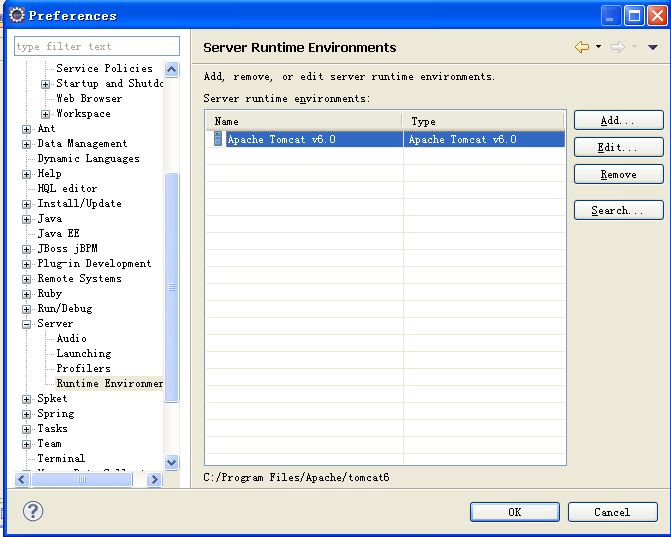 Preferences
type filter text
Service Policies
Startup and Shutdo
Web Browser
Workspace
Ant
Data Management
Dynamic Languages
Help
HQL editor
Install/Update
Java
Java EE
JBoss jBPM
Plug-in Development
Remote Systems
Ruby
Run/Debug
Server
Audio
Launching
Profilers
Runtime Environmen
Spket
Spring
Tasks
Team
Terminal
Server Runtime Environments
Add, remove, or edit server runtime environments.
Server runtime environments:
Name Type
Apache Tomcat v6.0 Apache Tomcat v6.0
Add...
Edit...
Remove
Search...
C:/Program Files/Apache/tomcat6
OK Cancel